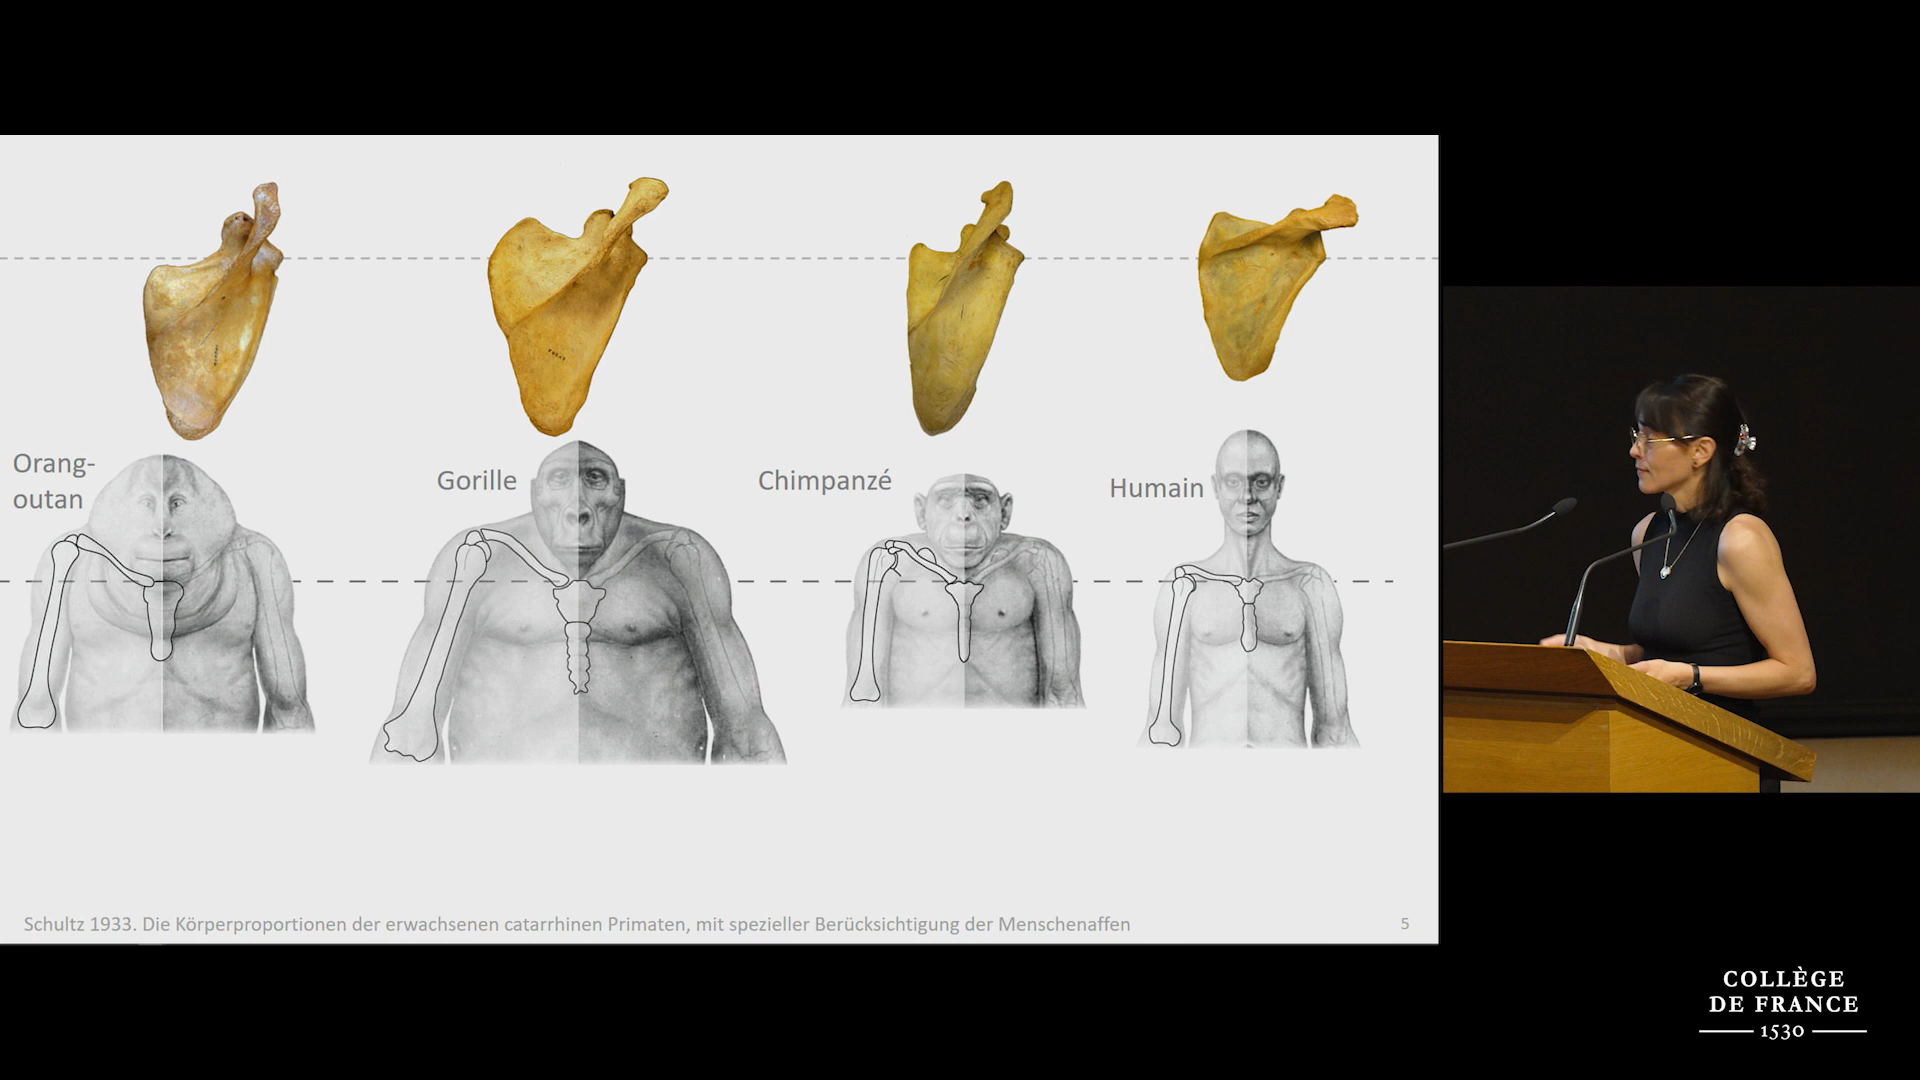 Orang-
outan
Gorille
Chimpanzé
Humain
Schultz 1933. Die Körperproportionen der erwachsenen catarrhinen Primaten, mit spezieller Berücksichtigung der Menschenaffen
5
COLLÈGE
DE FRANCE
1530